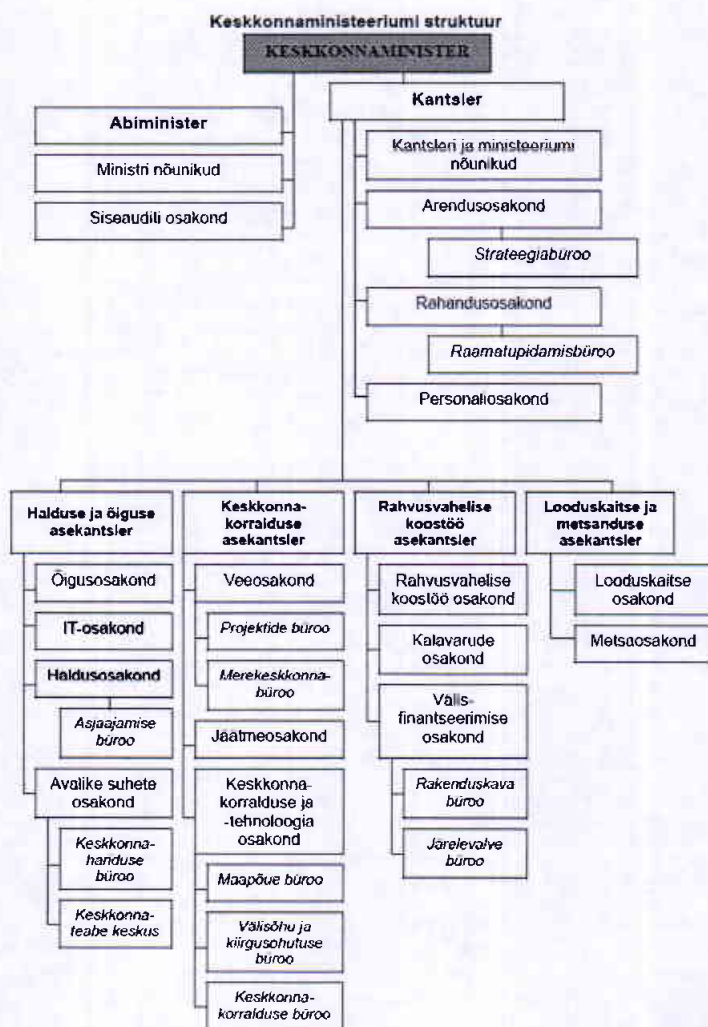 Keskkonnaministeeriumi struktuur
KESKKONNAMINISTER
Kantsler
Abiminister
Ministri nõunikud
Siseauditi osakond
Kantsleri ja ministeeriumi
nõunikud
Arendusosakond
Strateegiabüroo
Rahandusosakond
Raamatupidamisbüroo
Personaliosakond
Halduse ja õiguse
asekantsler
Õigusosakond
IT-osakond
Haldusosakond
Asjaajamise
büroo
Avalike suhete
osakond
Keskkonna-
hariduse
büroo
Keskkonna-
teabe keskus
Keskkonna-
korralduse
asekantsler
Veeosakond
Projektide büroo
Merekeskkonna-
büroo
Jäätmeosakond
Keskkonna-
korralduse ja
-tehnoloogia
osakond
Maapõue büroo
Välisõhu ja
kiirgusohutuse
büroo
Keskkonna-
korralduse büroo
Rahvusvahelise
koostöö
asekantsler
Rahvusvahelise
koostöö osakond
Kalavarude
osakond
Välis-
finantseerimise
osakond
Rakenduskava
büroo
Järelevalve
büroo
Looduskaitse ja
metsanduse
asekantsler
Looduskaitse
osakond
Metsaosakond